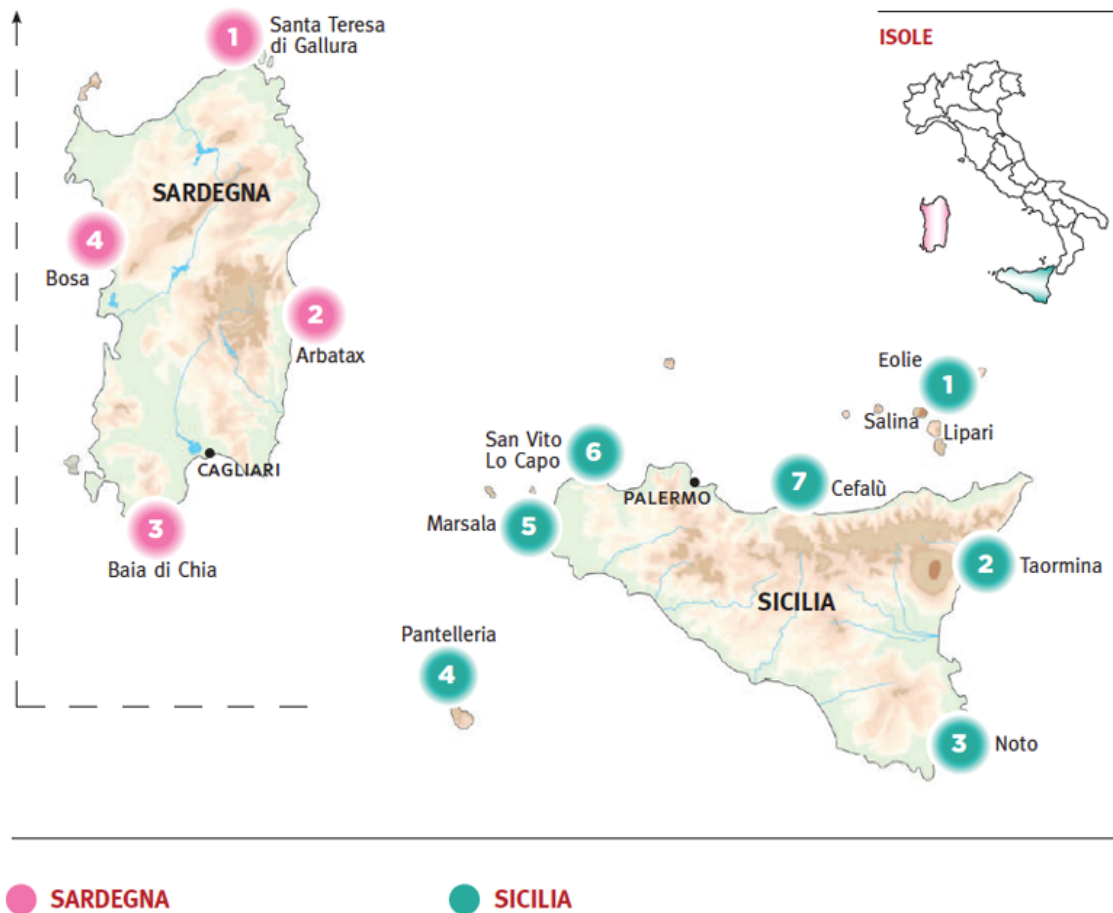 1
Santa Teresa
di Gallura
ISOLE
SARDEGNA
4
Bosa
2
Arbatax
CAGLIARI
3
Baia di Chia
Eolie
1
Salina
Lipari
San Vito
Lo Capo
6
PALERMO
7
Cefalù
Marsala
5
2
Taormina
SICILIA
Pantelleria
4
3
Noto
SARDEGNA
SICILIA